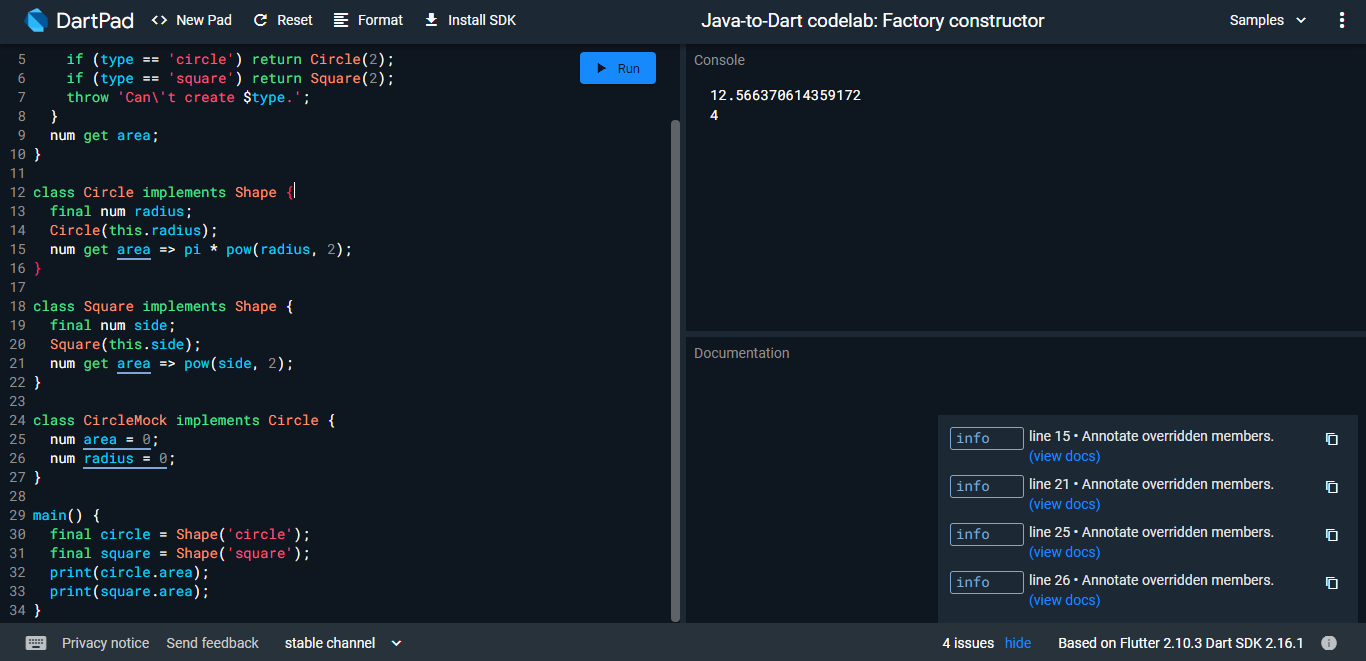 DartPad <> New Pad Reset Format Install SDK Java-to-Dart codelab: Factory constructor Samples
5     if (type == 'circle') return Circle(2);
6     if (type == 'square') return Square(2);
7     throw 'Can\'t create $type.';
8   }
9   num get area;
10 }
11
12 class Circle implements Shape {
13   final num radius;
14   Circle(this.radius);
15   num get area => pi * pow(radius, 2);
16 }
17
18 class Square implements Shape {
19   final num side;
20   Square(this.side);
21   num get area => pow(side, 2);
22 }
23
24 class CircleMock implements Circle {
25   num area = 0;
26   num radius = 0;
27 }
28
29 main() {
30   final circle = Shape('circle');
31   final square = Shape('square');
32   print(circle.area);
33   print(square.area);
34 }
Run
Console
12.566370614359172
4
Documentation
info line 15 • Annotate overridden members.
(view docs)
info line 21 • Annotate overridden members.
(view docs)
info line 25 • Annotate overridden members.
(view docs)
info line 26 • Annotate overridden members.
(view docs)
Privacy notice Send feedback stable channel 4 issues hide Based on Flutter 2.10.3 Dart SDK 2.16.1